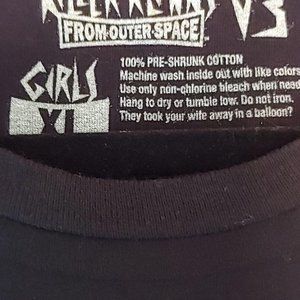 KILLER KLOWNS VS
FROM OUTER SPACE™
GIRLS
XL
100% PRE-SHRUNK COTTON
Machine wash inside out with like colors
Use only non-chlorine bleach when need
Hang to dry or tumble low. Do not iron.
They took your wife away in a balloon?